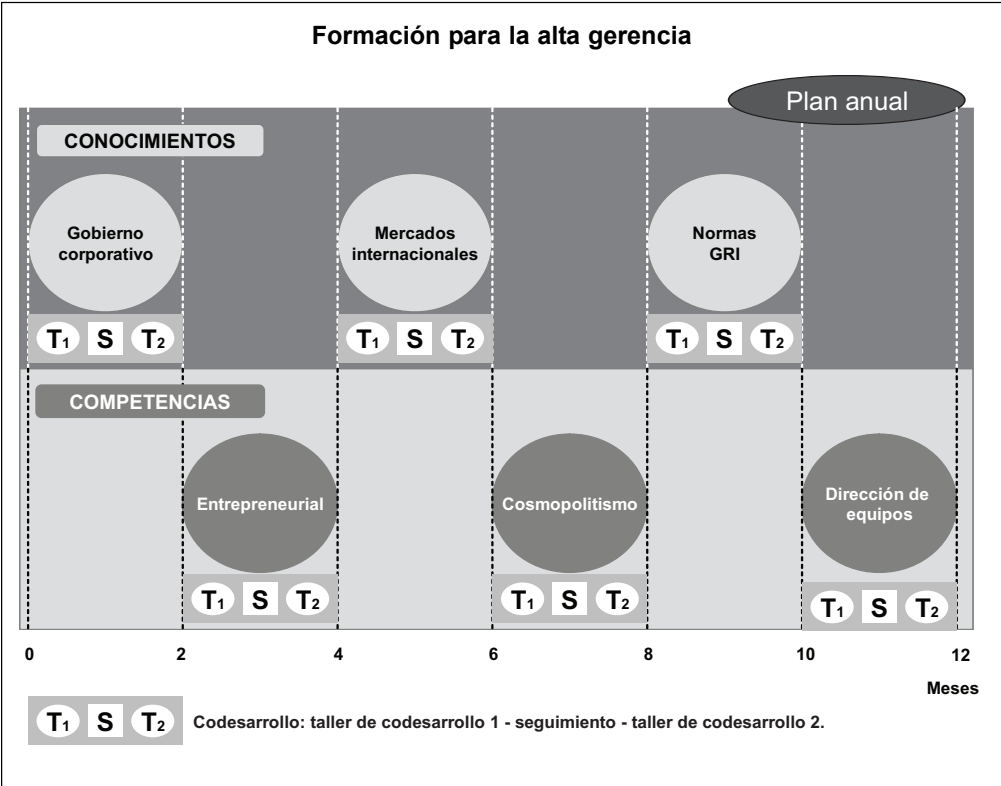 Formación para la alta gerencia
Plan anual
CONOCIMIENTOS
Gobierno
corporativo
Mercados
internacionales
Normas
GRI
T1 S T2
T1 S T2
T1 S T2
COMPETENCIAS
Entrepreneurial
Cosmopolitismo
Dirección de
equipos
T1 S T2
T1 S T2
T1 S T2
0 2 4 6 8 10 12
Meses
T1 S T2 Codesarrollo: taller de codesarrollo 1 - seguimiento - taller de codesarrollo 2.